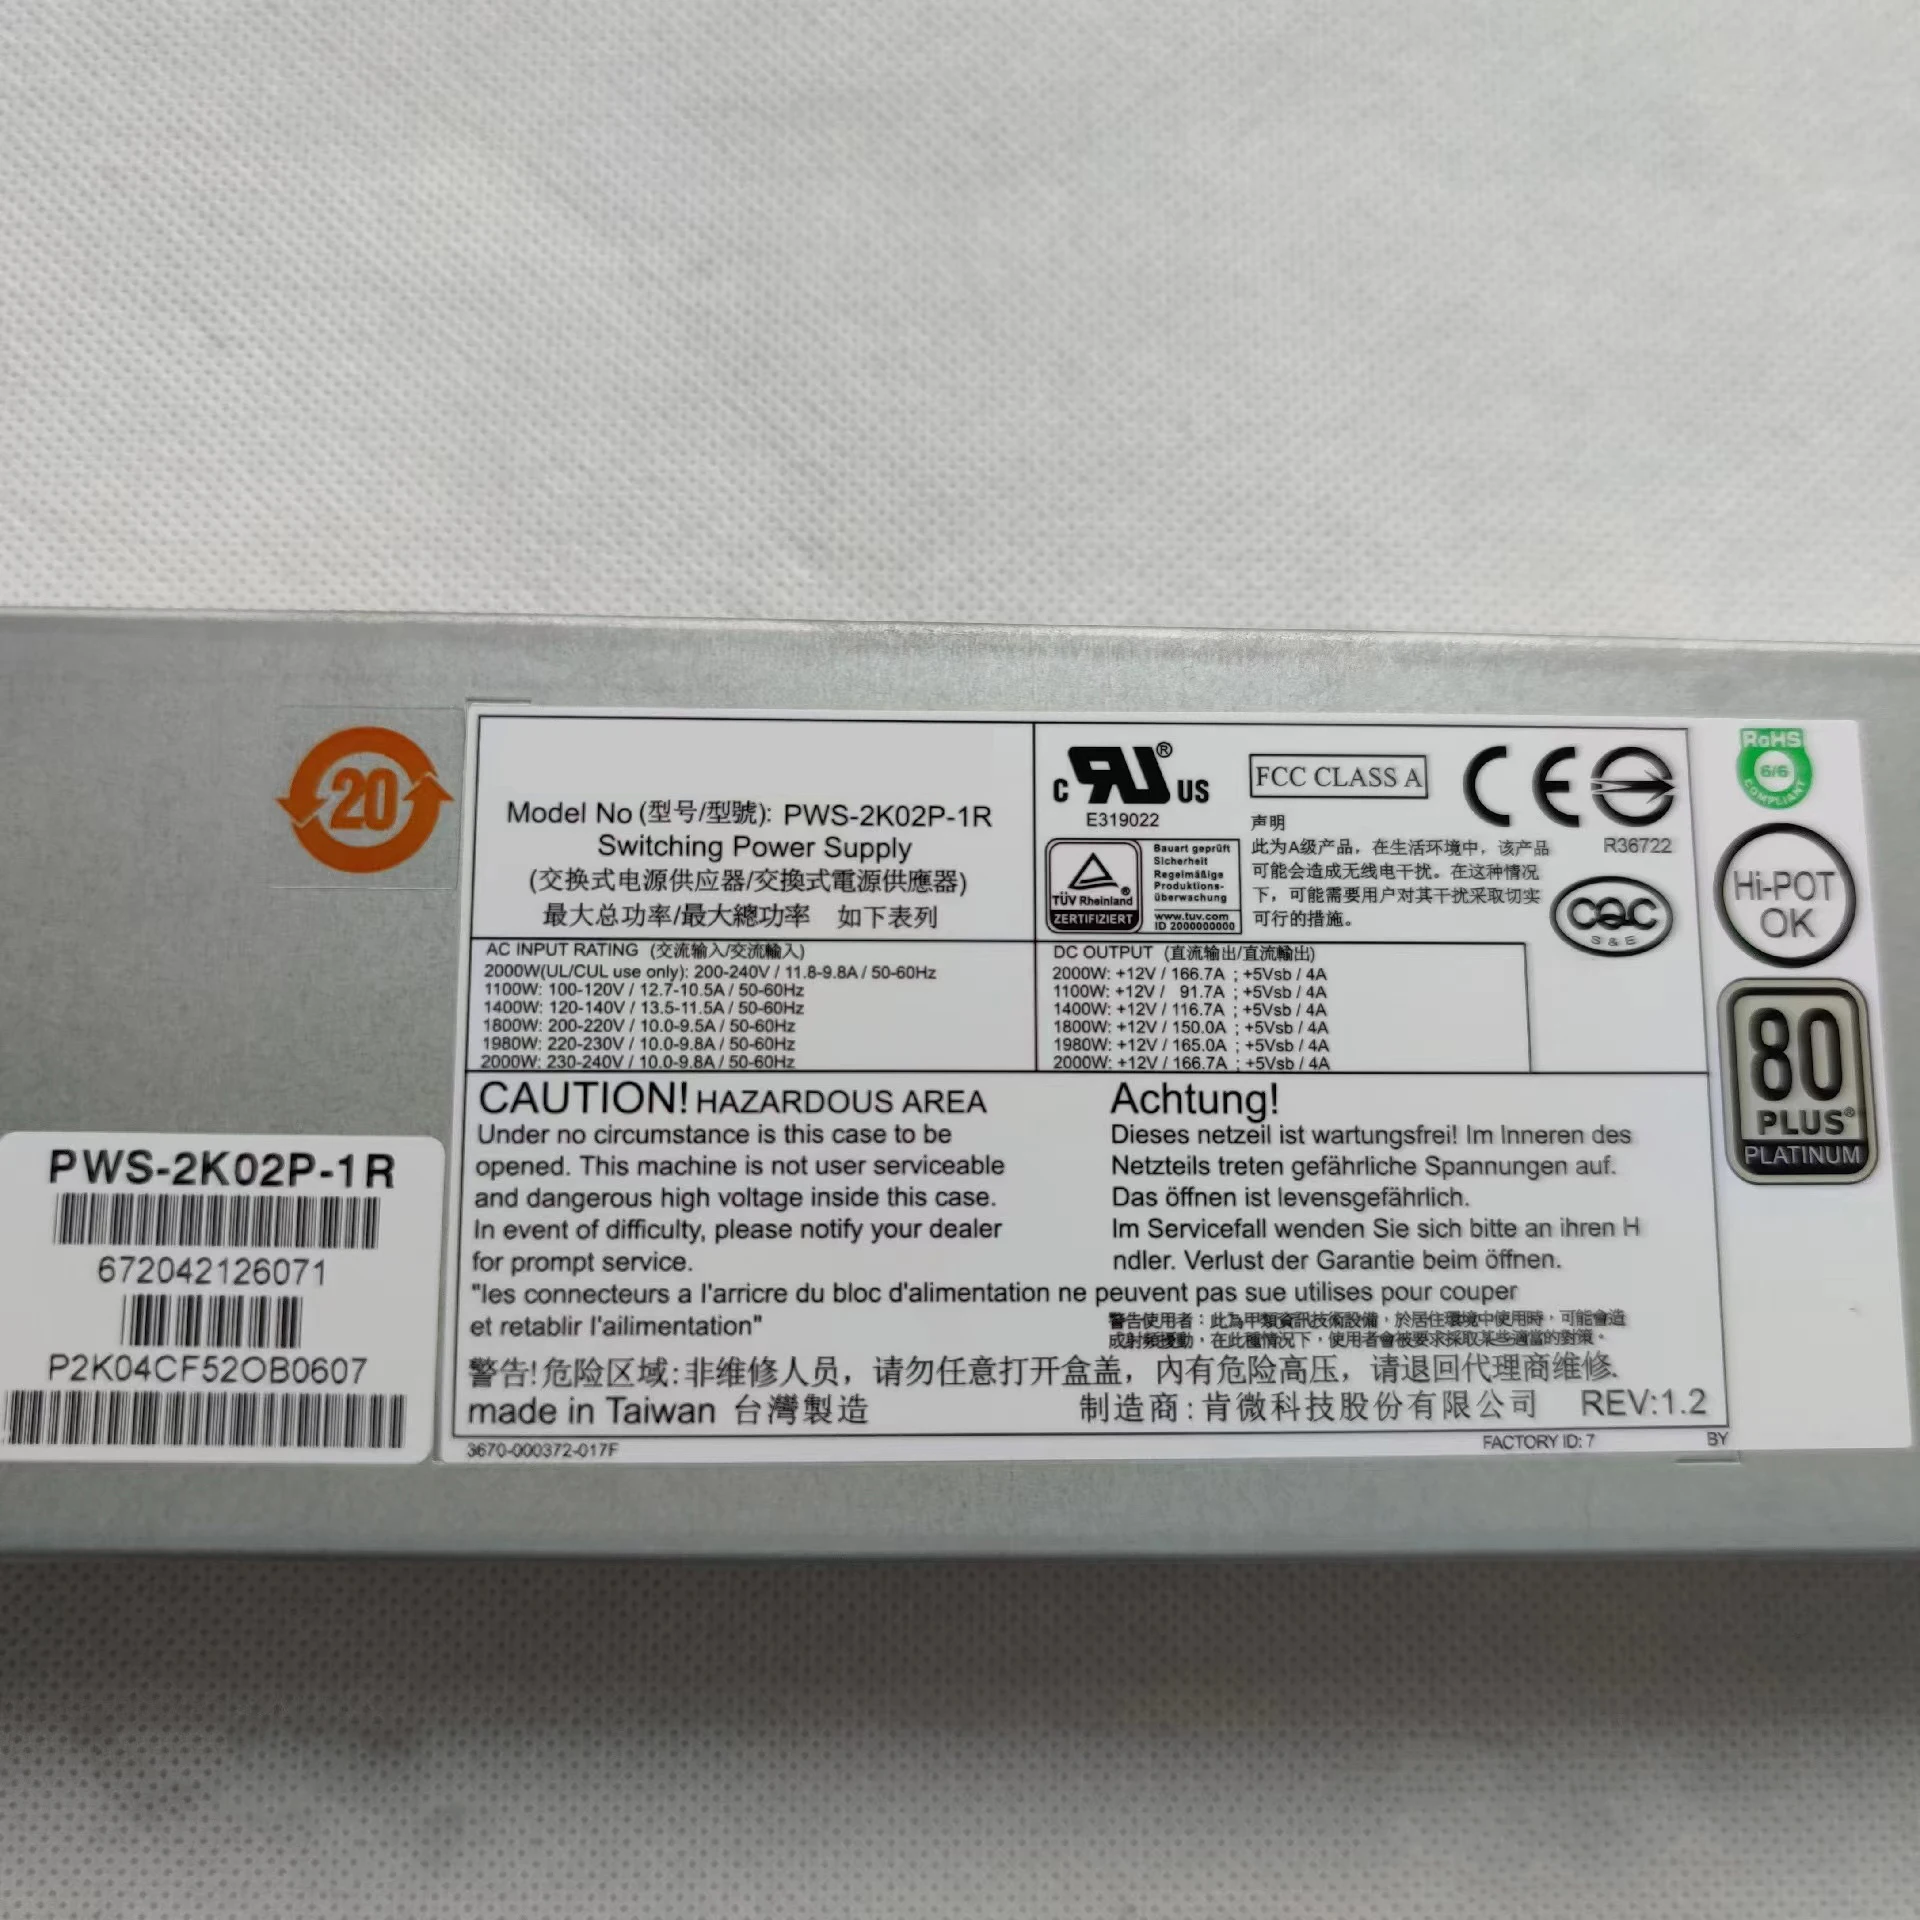 20
Model No (型号/型號): PWS-2K02P-1R
Switching Power Supply
(交换式电源供应器/交換式電源供應器)
最大总功率/最大總功率 如下表列
c RU ® US
E319022
FCC CLASS A
CE
R36722
TÜV Rheinland ®
ZERTIFIZIERT
Bauart geprüft
Sicherheit
Regelmäßige
Produktions-
überwachung
www.tuv.com
ID 2000000000
声明
此为A级产品，在生活环境中，该产品
可能会造成无线电干扰。在这种情况
下，可能需要用户对其干扰采取切实
可行的措施。
CQC
S & E
RoHS
6/6
COMPLIANT
Hi-POT
OK
80
PLUS®
PLATINUM
AC INPUT RATING (交流输入/交流輸入)
2000W(UL/CUL use only): 200-240V / 11.8-9.8A / 50-60Hz
1100W: 100-120V / 12.7-10.5A / 50-60Hz
1400W: 120-140V / 13.5-11.5A / 50-60Hz
1800W: 200-220V / 10.0-9.5A / 50-60Hz
1980W: 220-230V / 10.0-9.8A / 50-60Hz
2000W: 230-240V / 10.0-9.8A / 50-60Hz
DC OUTPUT (直流输出/直流輸出)
2000W: +12V / 166.7A ; +5Vsb / 4A
1100W: +12V / 91.7A ; +5Vsb / 4A
1400W: +12V / 116.7A ; +5Vsb / 4A
1800W: +12V / 150.0A ; +5Vsb / 4A
1980W: +12V / 165.0A ; +5Vsb / 4A
2000W: +12V / 166.7A ; +5Vsb / 4A
CAUTION! HAZARDOUS AREA
Under no circumstance is this case to be
opened. This machine is not user serviceable
and dangerous high voltage inside this case.
In event of difficulty, please notify your dealer
for prompt service.
Achtung!
Dieses netzeil ist wartungsfrei! Im Inneren des
Netzteils treten gefährliche Spannungen auf.
Das öffnen ist levensgefährlich.
Im Servicefall wenden Sie sich bitte an ihren H
ndler. Verlust der Garantie beim öffnen.
"les connecteurs a l'arricre du bloc d'alimentation ne peuvent pas sue utilises pour couper
et retablir l'ailimentation"
警告使用者：此為甲類資訊技術設備，於居住環境中使用時，可能會造
成射頻擾動，在此種情況下，使用者會被要求採取某些適當的對策。
警告!危险区域:非维修人员，请勿任意打开盒盖，内有危险高压，请退回代理商维修.
made in Taiwan 台灣製造
制造商:肯微科技股份有限公司 REV:1.2
3670-000372-017F
FACTORY ID: 7
BY
PWS-2K02P-1R
672042126071
P2K04CF52OB0607